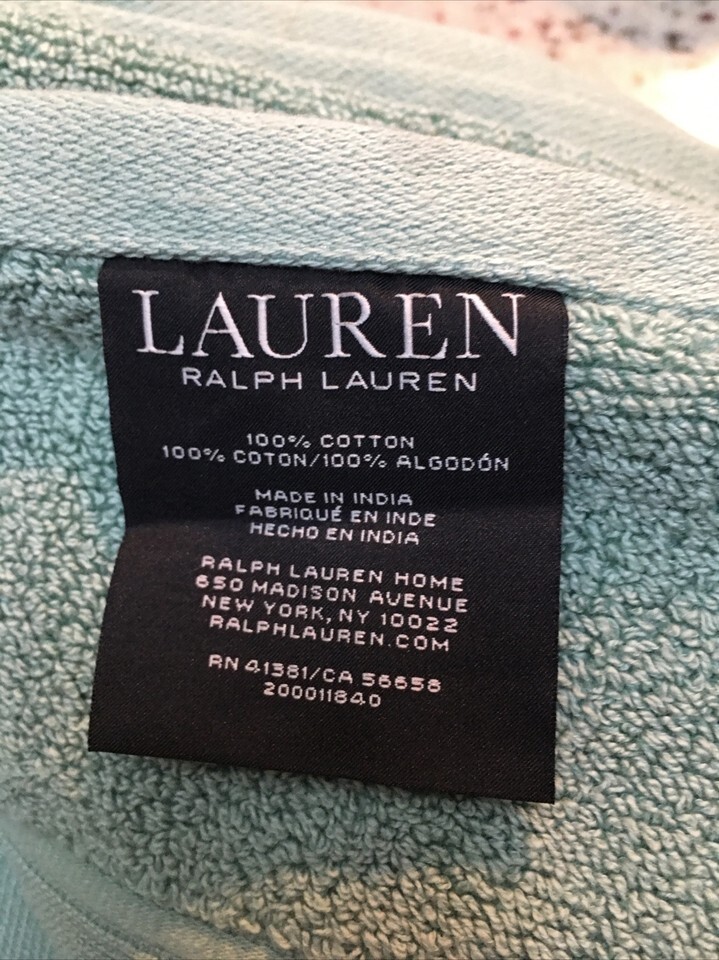 LAUREN
RALPH LAUREN
100% COTTON
100% COTON/100% ALGODÓN
MADE IN INDIA
FABRIQUÉ EN INDE
HECHO EN INDIA
RALPH LAUREN HOME
650 MADISON AVENUE
NEW YORK, NY 10022
RALPHLAUREN.COM
RN 41381/CA 56658
200011840